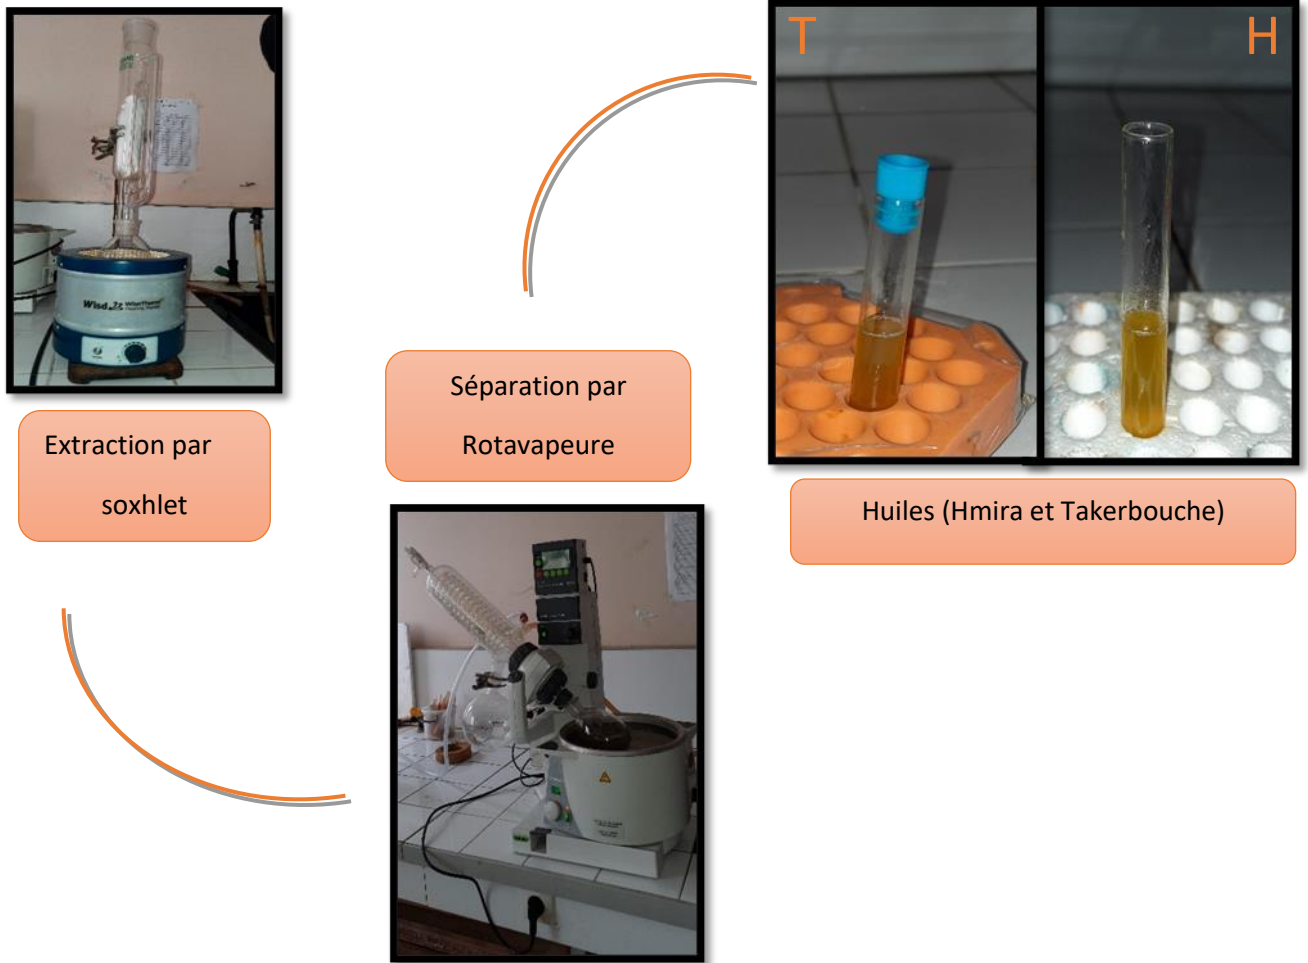 Extraction par
soxhlet
Séparation par
Rotavapeure
T
H
Huiles (Hmira et Takerbouche)
Wisd